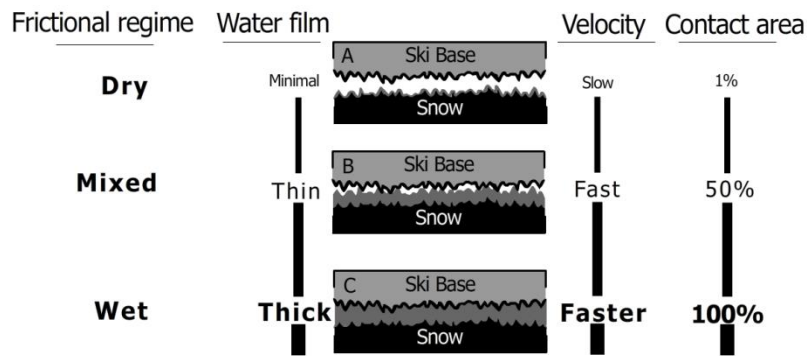 Frictional regime Water film Velocity Contact area
A Ski Base
Dry Minimal Slow 1%
Snow
B Ski Base
Mixed Thin Fast 50%
Snow
C Ski Base
Wet Thick Faster 100%
Snow